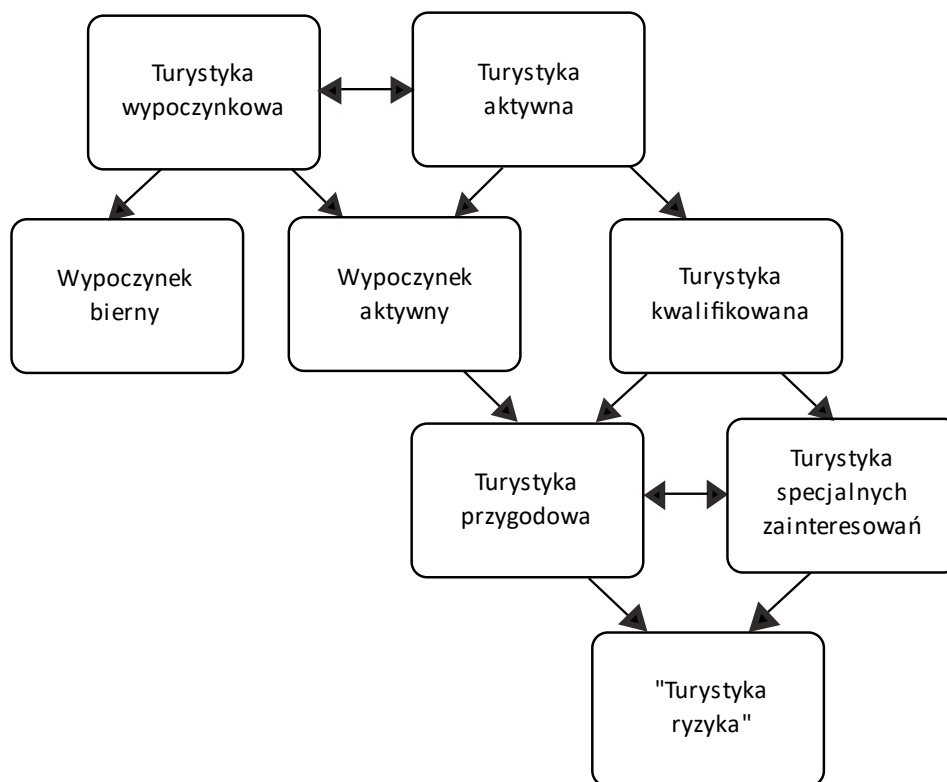 Turystyka
wypoczynkowa
Turystyka
aktywna
Wypoczynek
bierny
Wypoczynek
aktywny
Turystyka
kwalifikowana
Turystyka
przygodowa
Turystyka
specjalnych
zainteresowań
"Turystyka
ryzyka"